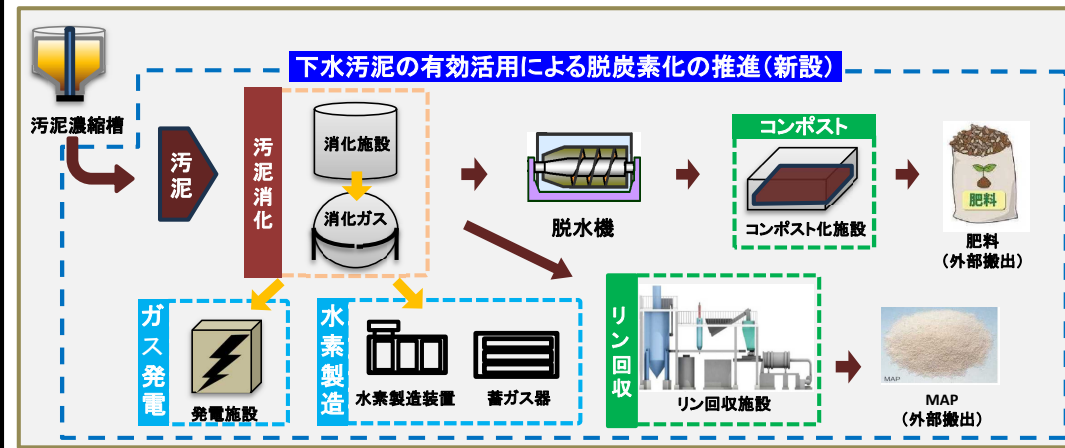 下水汚泥の有効活用による脱炭素化の推進(新設)
汚泥濃縮槽
汚泥
汚泥消化
消化施設
消化ガス
脱水機
コンポスト
コンポスト化施設
肥料
肥料
(外部搬出)
ガス発電
発電施設
水素製造
水素製造装置
蓄ガス器
リン回収
リン回収施設
MAP
MAP
(外部搬出)